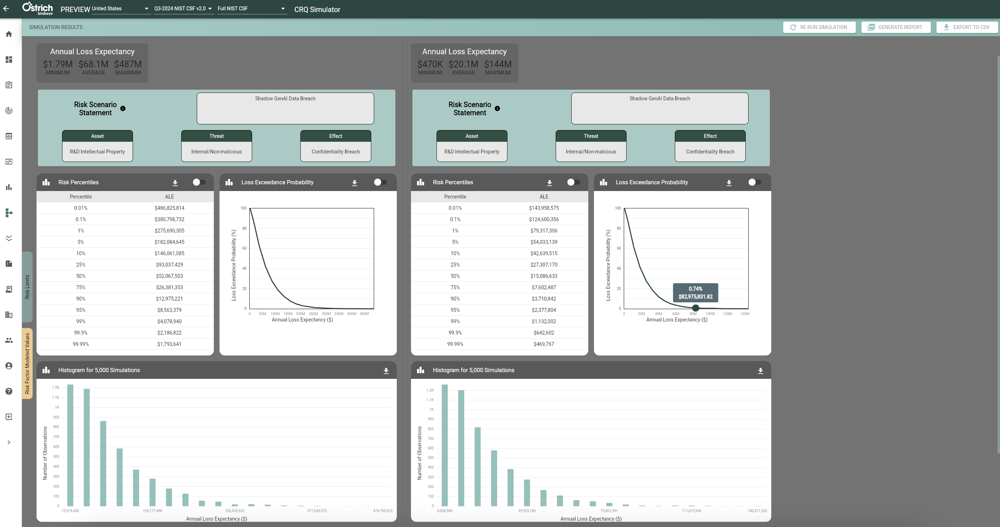 Ostrich
birdseye
PREVIEW United States Q3-2024 NIST CSF v2.0 Full NIST CSF CRQ Simulator
SIMULATION RESULTS RE-RUN SIMULATION PDF GENERATE REPORT EXPORT TO CSV
Risk Limits
Risk Factor Modeled Values
Annual Loss Expectancy
$1.79M $68.1M $487M
MINIMUM AVERAGE MAXIMUM
Risk Scenario
Statement
Shadow GenAI Data Breach
Asset Threat Effect
R&D Intellectual Property Internal/Non-malicious Confidentiality Breach
Risk Percentiles
Percentile ALE
0.01% $486,825,814
0.1% $380,798,732
1% $275,690,305
5% $182,084,645
10% $146,061,085
25% $93,037,429
50% $52,067,503
75% $26,381,353
90% $12,975,221
95% $8,563,379
99% $4,078,940
99.9% $2,186,822
99.99% $1,793,641
Loss Exceedance Probability
Loss Exceedance Probability (%)
100
80
60
40
20
0
0 50M 100M 150M 200M 250M 300M 350M 400M 450M
Annual Loss Expectancy ($)
Histogram for 5,000 Simulations
Number of Observations
1.2K
1.1K
1K
900
800
700
600
500
400
300
200
100
0
13,919,445 135,177,488 256,435,532 377,693,575 474,700,010
Annual Loss Expectancy ($)
Annual Loss Expectancy
$470K $20.1M $144M
MINIMUM AVERAGE MAXIMUM
Risk Scenario
Statement
Shadow GenAI Data Breach
Asset Threat Effect
R&D Intellectual Property Internal/Non-malicious Confidentiality Breach
Risk Percentiles
Percentile ALE
0.01% $143,958,575
0.1% $124,600,356
1% $79,317,306
5% $54,033,139
10% $42,639,515
25% $27,307,170
50% $15,086,633
75% $7,602,487
90% $3,710,842
95% $2,377,804
99% $1,132,002
99.9% $642,602
99.99% $469,767
Loss Exceedance Probability
Loss Exceedance Probability (%)
100
80
60
40
20
0
0.74%
$82,975,831.82
0 20M 40M 60M 80M 100M 120M 140M
Annual Loss Expectancy ($)
Histogram for 5,000 Simulations
Number of Observations
1.2K
1.1K
1K
900
800
700
600
500
400
300
200
100
0
4,056,988 39,929,189 75,801,391 111,673,593 140,371,355
Annual Loss Expectancy ($)